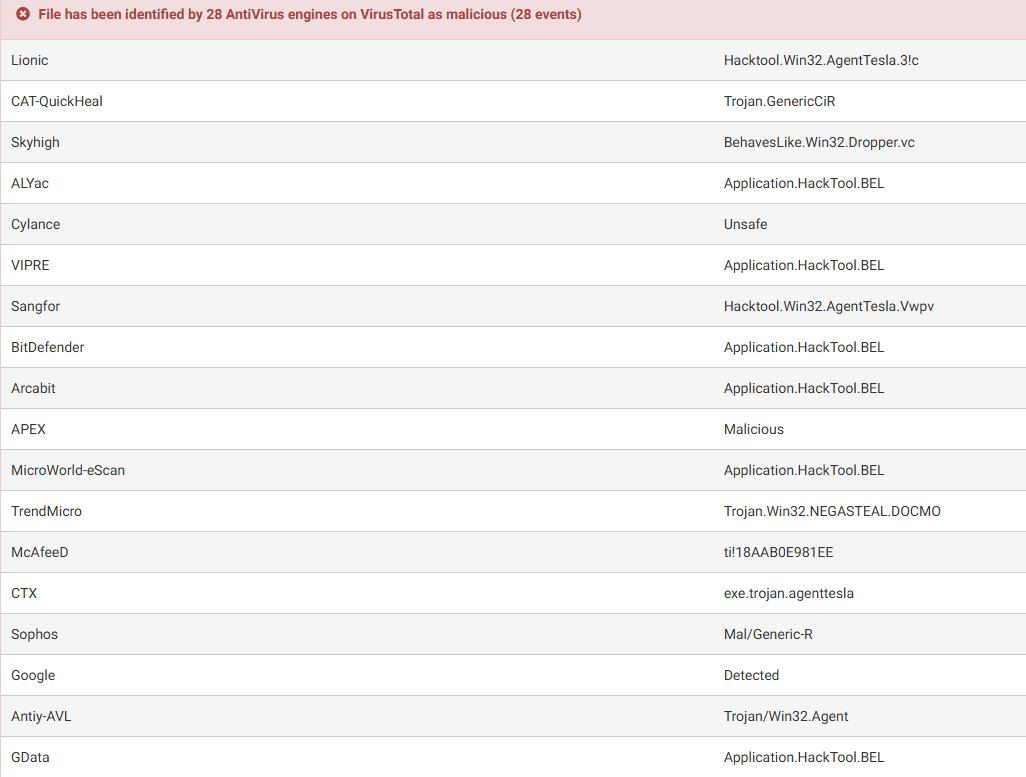 File has been identified by 28 AntiVirus engines on VirusTotal as malicious (28 events)
Lionic Hacktool.Win32.AgentTesla.3!c
CAT-QuickHeal Trojan.GenericCiR
Skyhigh BehavesLike.Win32.Dropper.vc
ALYac Application.HackTool.BEL
Cylance Unsafe
VIPRE Application.HackTool.BEL
Sangfor Hacktool.Win32.AgentTesla.Vwpv
BitDefender Application.HackTool.BEL
Arcabit Application.HackTool.BEL
APEX Malicious
MicroWorld-eScan Application.HackTool.BEL
TrendMicro Trojan.Win32.NEGASTEAL.DOCMO
McAfeeD ti!18AAB0E981EE
CTX exe.trojan.agenttesla
Sophos Mal/Generic-R
Google Detected
Antiy-AVL Trojan/Win32.Agent
GData Application.HackTool.BEL